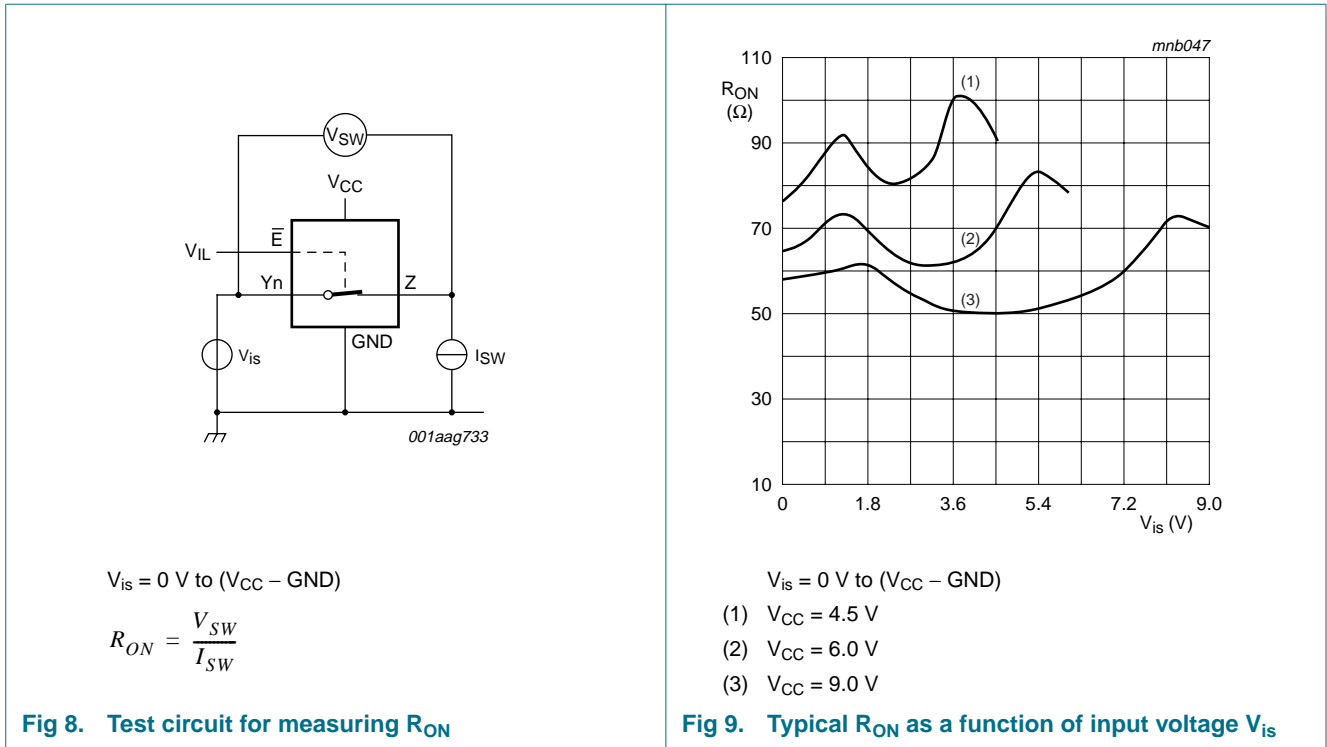 V_SW
V_CC
E̅
V_IL
Yn
Z
GND
V_is
I_SW
001aag733
V_is = 0 V to (V_CC − GND)
R_ON = V_SW / I_SW
Fig 8. Test circuit for measuring R_ON
mnb047
110
R_ON
(Ω)
90
70
50
30
10
(1)
(2)
(3)
0
1.8
3.6
5.4
7.2
9.0
V_is (V)
V_is = 0 V to (V_CC − GND)
(1) V_CC = 4.5 V
(2) V_CC = 6.0 V
(3) V_CC = 9.0 V
Fig 9. Typical R_ON as a function of input voltage V_is